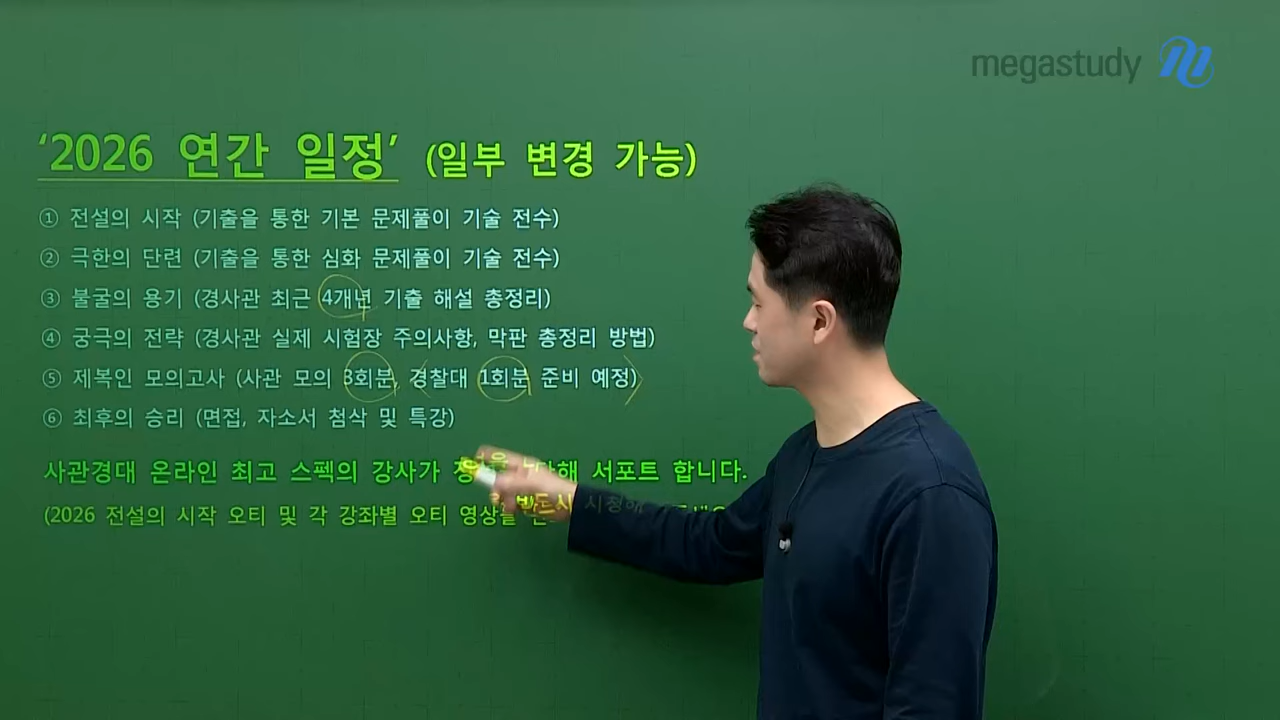 megastudy
‘2026 연간 일정’ (일부 변경 가능)
① 전설의 시작 (기출을 통한 기본 문제풀이 기술 전수)
② 극한의 단련 (기출을 통한 심화 문제풀이 기술 전수)
③ 불굴의 용기 (경사관 최근 4개년 기출 해설 총정리)
④ 궁극의 전략 (경사관 실제 시험장 주의사항, 막판 총정리 방법)
⑤ 제복인 모의고사 (사관 모의 3회분, 경찰대 1회분 준비 예정)
⑥ 최후의 승리 (면접, 자소서 첨삭 및 특강)
사관경대 온라인 최고 스펙의 강사가 서포트 합니다.
(2026 전설의 시작 오티 및 각 강좌별 오티 영상을 반드시